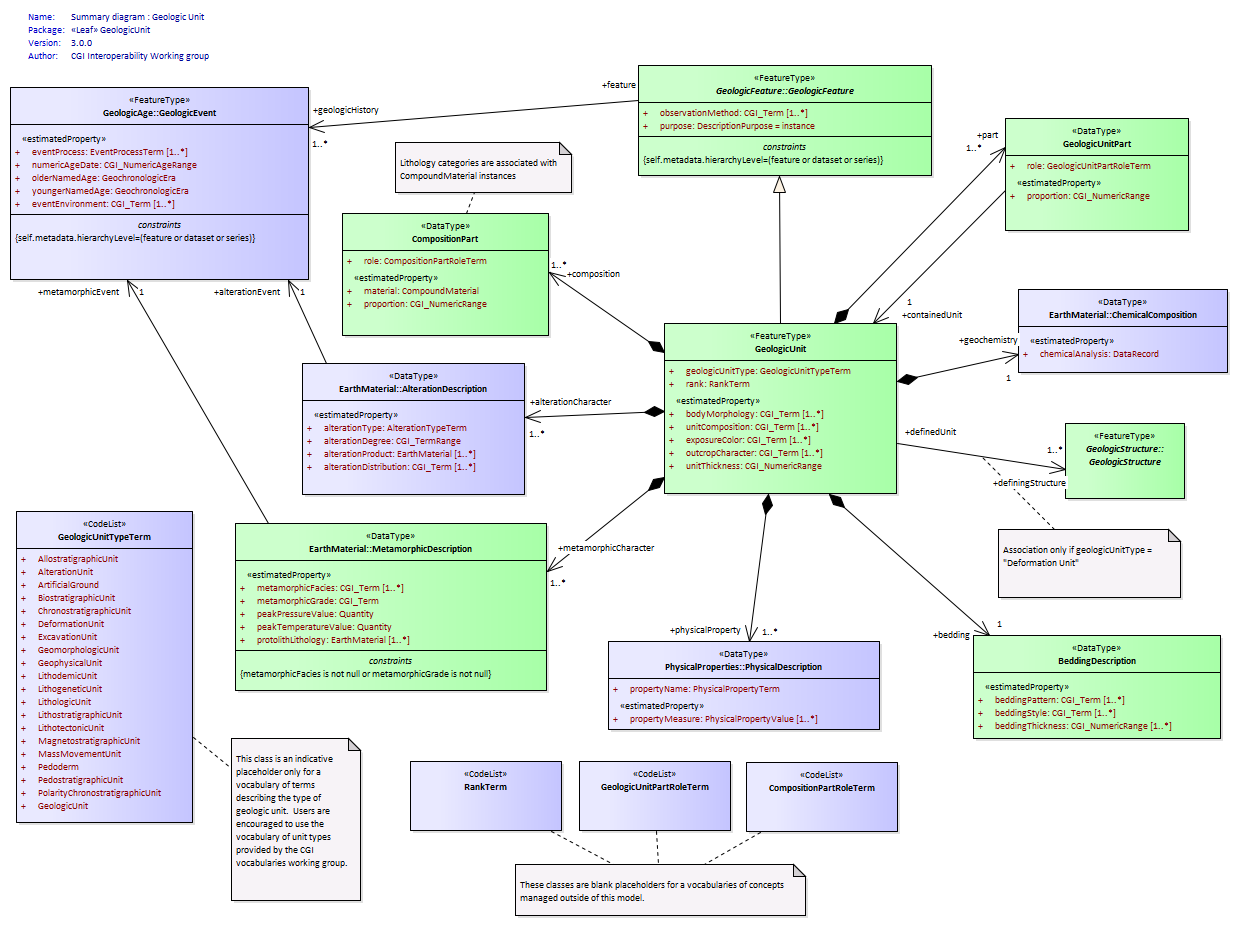 Name: Summary diagram : Geologic Unit
Package: «Leaf» GeologicUnit
Version: 3.0.0
Author: CGI Interoperability Working group
«FeatureType»
GeologicAge::GeologicEvent
«estimatedProperty»
+ eventProcess: EventProcessTerm [1..*]
+ numericAgeDate: CGI_NumericAgeRange
+ olderNamedAge: GeochronologicEra
+ youngerNamedAge: GeochronologicEra
+ eventEnvironment: CGI_Term [1..*]
constraints
{self.metadata.hierarchyLevel=(feature or dataset or series)}
+geologicHistory
1..*
+feature
«FeatureType»
GeologicFeature::GeologicFeature
+ observationMethod: CGI_Term [1..*]
+ purpose: DescriptionPurpose = instance
constraints
{self.metadata.hierarchyLevel=(feature or dataset or series)}
Lithology categories are associated with
CompoundMaterial instances
+part
1..*
«DataType»
GeologicUnitPart
+ role: GeologicUnitPartRoleTerm
«estimatedProperty»
+ proportion: CGI_NumericRange
«DataType»
CompositionPart
+ role: CompositionPartRoleTerm
«estimatedProperty»
+ material: CompoundMaterial
+ proportion: CGI_NumericRange
1..*
+composition
+metamorphicEvent
1
+alterationEvent
1
1
+containedUnit
«DataType»
EarthMaterial::ChemicalComposition
«estimatedProperty»
+ chemicalAnalysis: DataRecord
+geochemistry
1
«FeatureType»
GeologicUnit
+ geologicUnitType: GeologicUnitTypeTerm
+ rank: RankTerm
«estimatedProperty»
+ bodyMorphology: CGI_Term [1..*]
+ unitComposition: CGI_Term [1..*]
+ exposureColor: CGI_Term [1..*]
+ outcropCharacter: CGI_Term [1..*]
+ unitThickness: CGI_NumericRange
«DataType»
EarthMaterial::AlterationDescription
«estimatedProperty»
+ alterationType: AlterationTypeTerm
+ alterationDegree: CGI_TermRange
+ alterationProduct: EarthMaterial [1..*]
+ alterationDistribution: CGI_Term [1..*]
+alterationCharacter
1..*
+definedUnit
1..*
+definingStructure
«FeatureType»
GeologicStructure::
GeologicStructure
Association only if geologicUnitType =
"Deformation Unit"
«CodeList»
GeologicUnitTypeTerm
+ AllostratigraphicUnit
+ AlterationUnit
+ ArtificialGround
+ BiostratigraphicUnit
+ ChronostratigraphicUnit
+ DeformationUnit
+ ExcavationUnit
+ GeomorphologicUnit
+ GeophysicalUnit
+ LithodemicUnit
+ LithogeneticUnit
+ LithologicUnit
+ LithostratigraphicUnit
+ LithotectonicUnit
+ MagnetostratigraphicUnit
+ MassMovementUnit
+ Pedoderm
+ PedostratigraphicUnit
+ PolarityChronostratigraphicUnit
+ GeologicUnit
«DataType»
EarthMaterial::MetamorphicDescription
«estimatedProperty»
+ metamorphicFacies: CGI_Term [1..*]
+ metamorphicGrade: CGI_Term
+ peakPressureValue: Quantity
+ peakTemperatureValue: Quantity
+ protolithLithology: EarthMaterial [1..*]
constraints
{metamorphicFacies is not null or metamorphicGrade is not null}
+metamorphicCharacter
1..*
+physicalProperty
1..*
«DataType»
PhysicalProperties::PhysicalDescription
+ propertyName: PhysicalPropertyTerm
«estimatedProperty»
+ propertyMeasure: PhysicalPropertyValue [1..*]
1
+bedding
«DataType»
BeddingDescription
«estimatedProperty»
+ beddingPattern: CGI_Term [1..*]
+ beddingStyle: CGI_Term [1..*]
+ beddingThickness: CGI_NumericRange [1..*]
This class is an indicative
placeholder only for a
vocabulary of terms
describing the type of
geologic unit. Users are
encouraged to use the
vocabulary of unit types
provided by the CGI
vocabularies working group.
«CodeList»
RankTerm
«CodeList»
GeologicUnitPartRoleTerm
«CodeList»
CompositionPartRoleTerm
These classes are blank placeholders for a vocabularies of concepts
managed outside of this model.